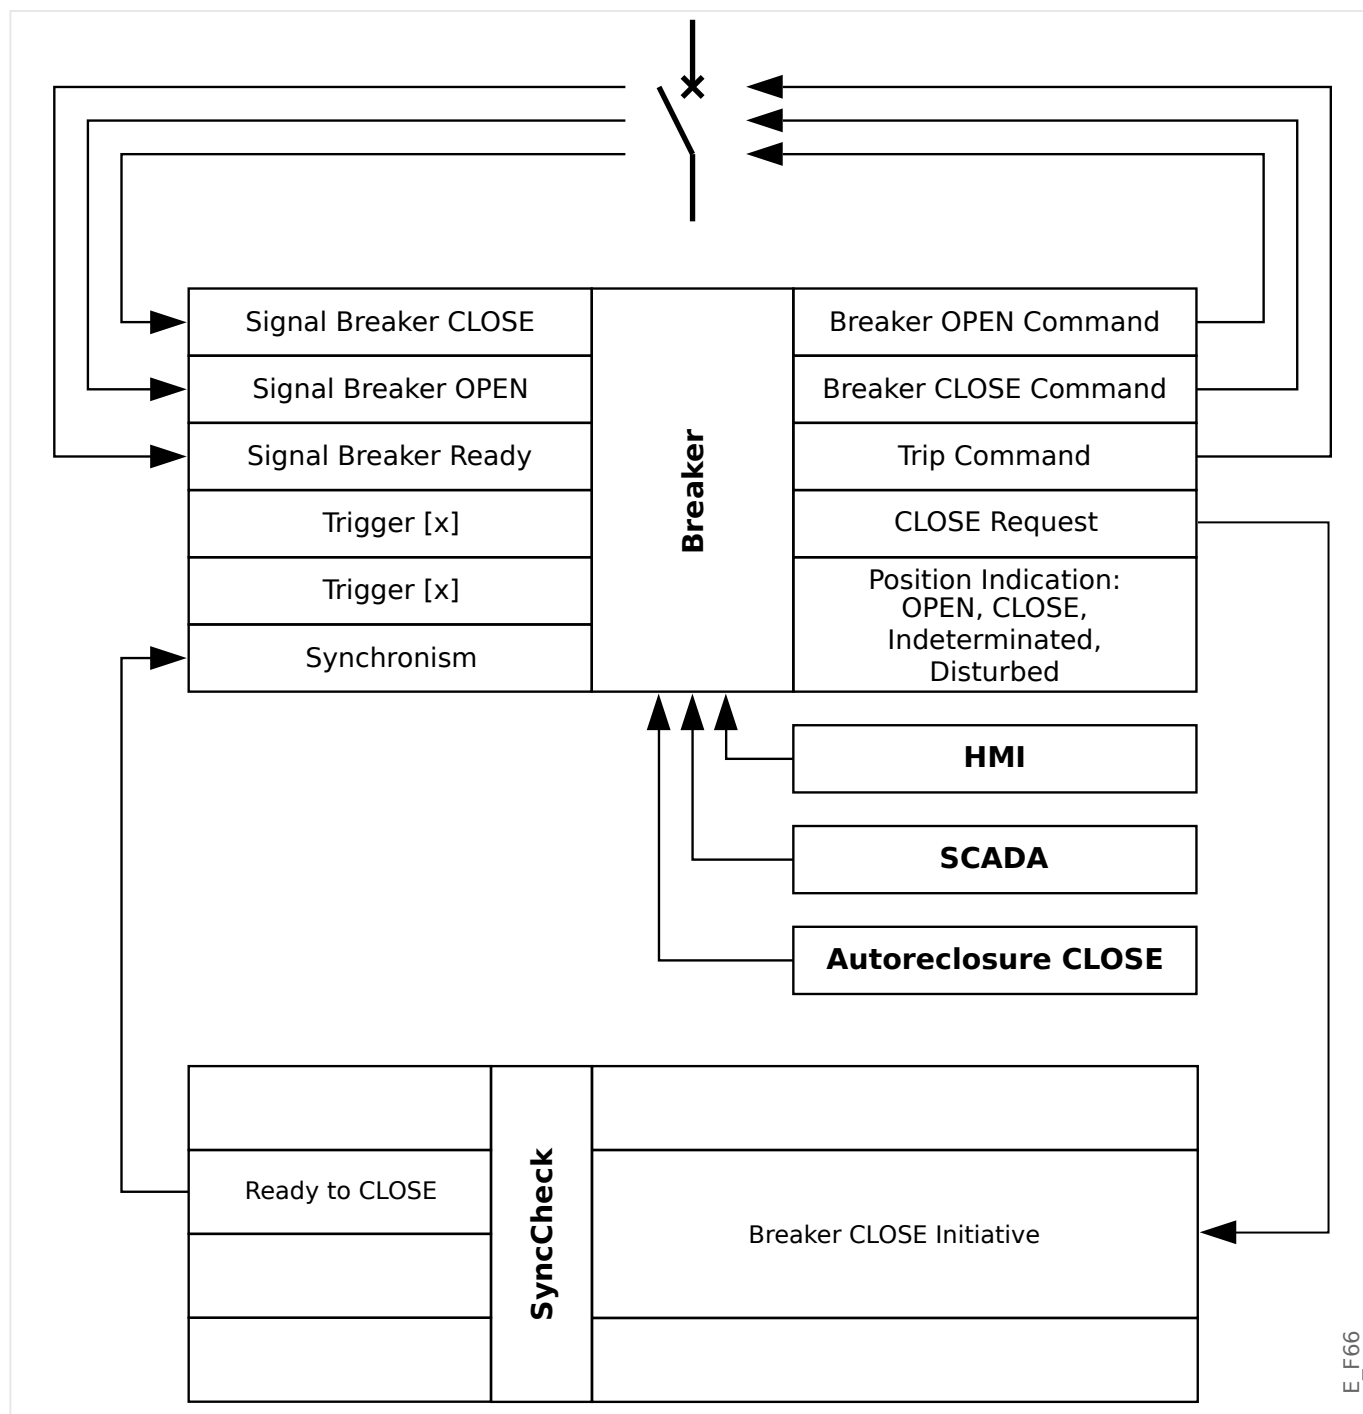 Signal Breaker CLOSE
Signal Breaker OPEN
Signal Breaker Ready
Trigger [x]
Trigger [x]
Synchronism
Breaker
Breaker OPEN Command
Breaker CLOSE Command
Trip Command
CLOSE Request
Position Indication:
OPEN, CLOSE,
Indeterminated,
Disturbed
HMI
SCADA
Autoreclosure CLOSE
Ready to CLOSE
SyncCheck
Breaker CLOSE Initiative
E_F66